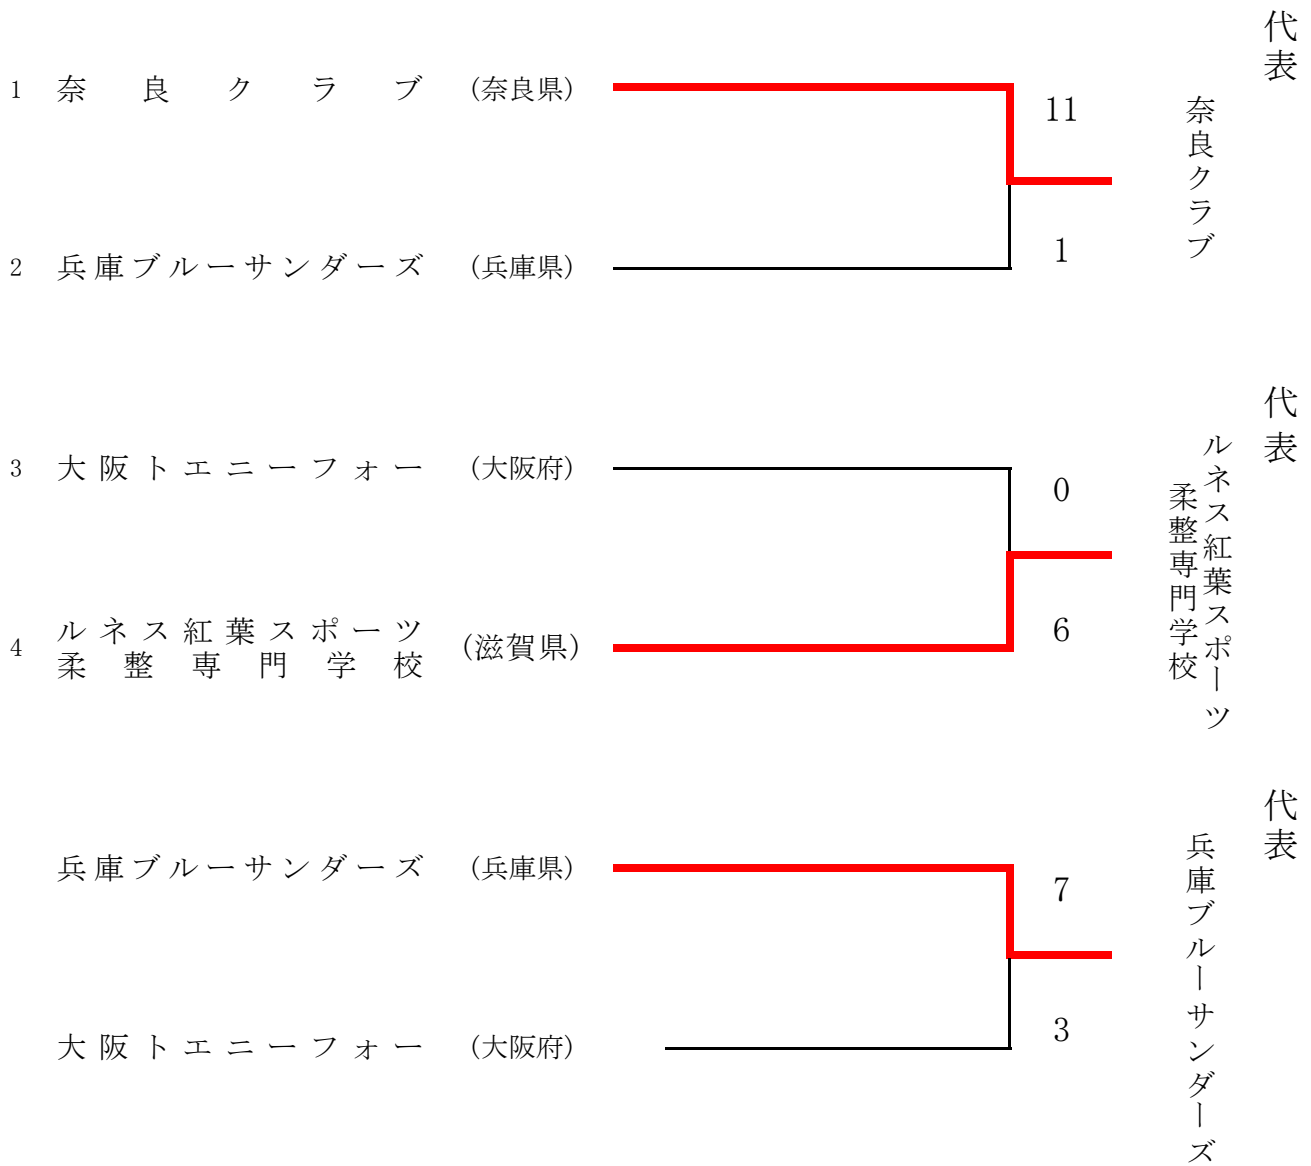 代表
1 奈良クラブ (奈良県)
11
奈良クラブ
2 兵庫ブルーサンダーズ (兵庫県)
1
代表
3 大阪トエニーフォー (大阪府)
0
ルネス紅葉スポーツ
柔整専門学校
4 ルネス紅葉スポーツ
柔整専門学校
(滋賀県)
6
代表
兵庫ブルーサンダーズ (兵庫県)
7
兵庫ブルーサンダーズ
大阪トエニーフォー (大阪府)
3